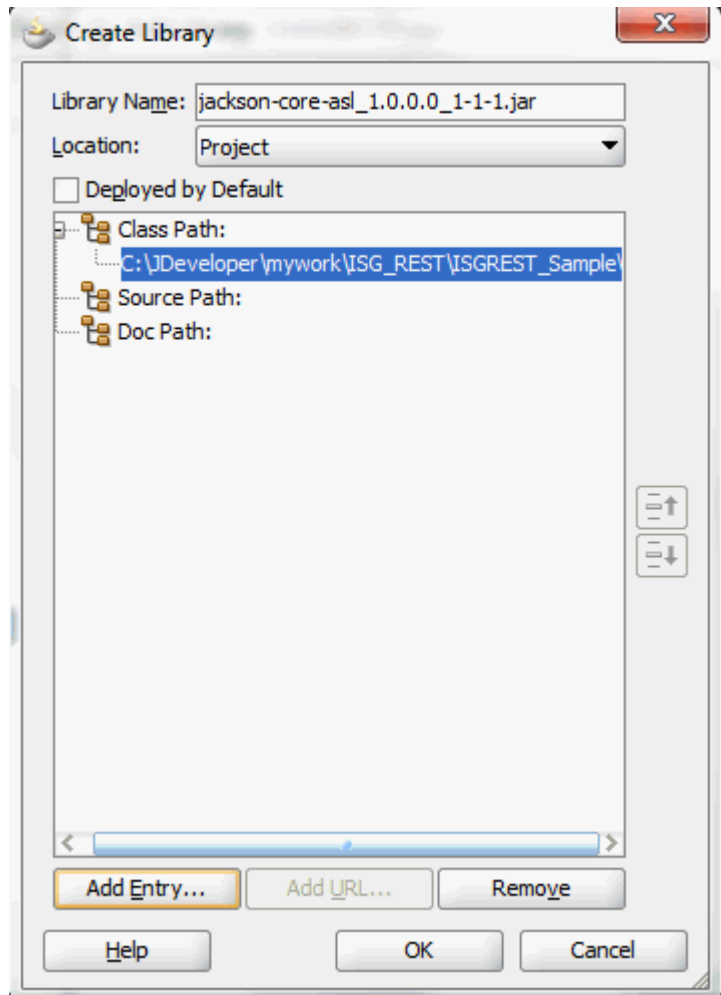 Create Library
Library Name: jackson-core-asl_1.0.0.0_1-1-1.jar
Location: Project
Deployed by Default
Class Path:
C:\JDeveloper\mywork\ISG_REST\ISGREST_Sample\
Source Path:
Doc Path:
Add Entry... Add URL... Remove
Help OK Cancel